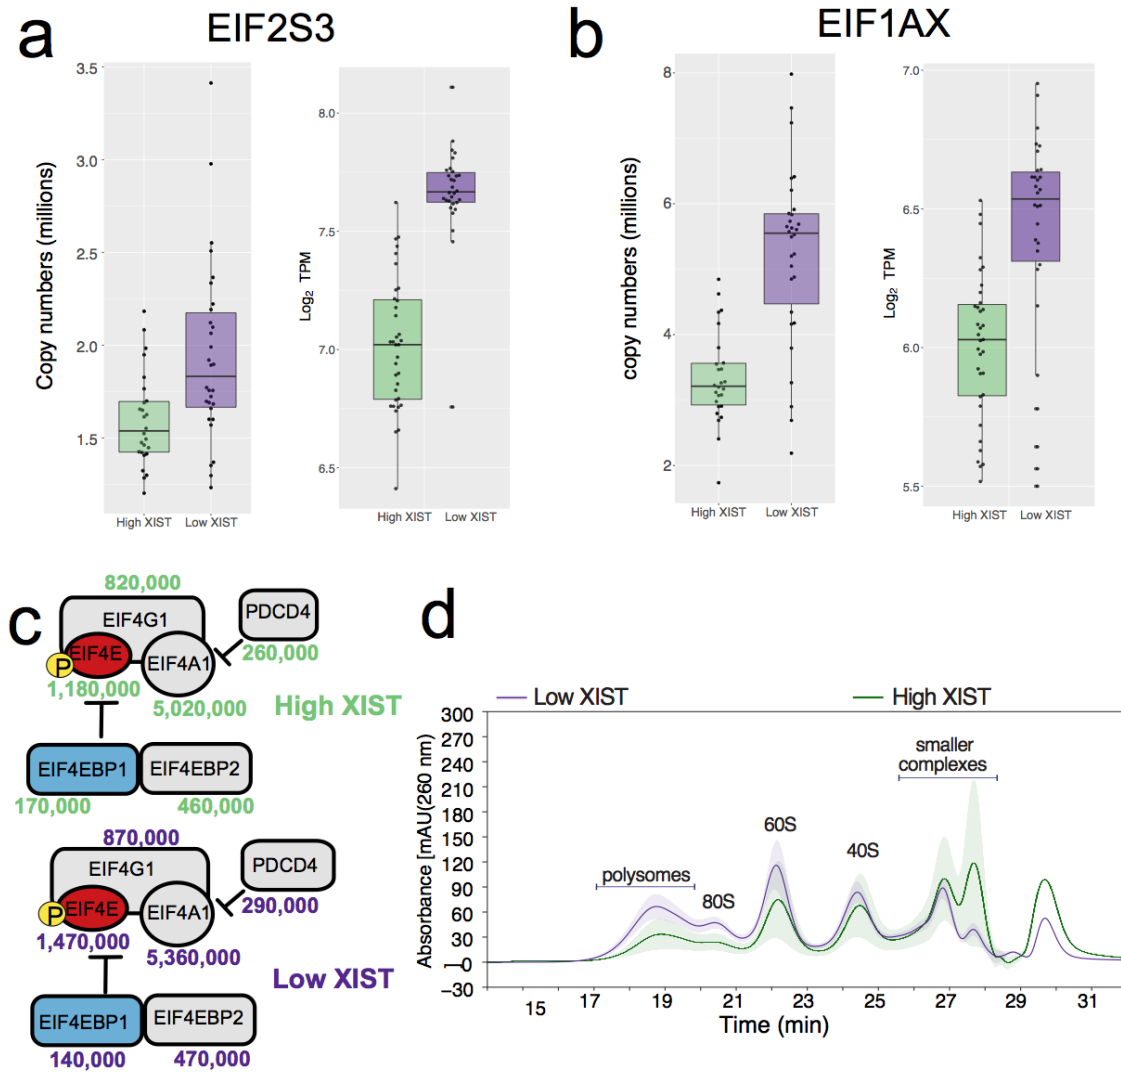 a
EIF2S3
Copy numbers (millions)
3.5
3.0
2.5
2.0
1.5
High XIST
Low XIST
Log2 TPM
8.0
7.5
7.0
6.5
High XIST
Low XIST
b
EIF1AX
copy numbers (millions)
8
6
4
2
High XIST
Low XIST
Log2 TPM
7.0
6.5
6.0
5.5
High XIST
Low XIST
c
820,000
EIF4G1
PDCD4
EIF4E
EIF4A1
260,000
P
1,180,000
5,020,000
High XIST
EIF4EBP1
EIF4EBP2
170,000
460,000
870,000
EIF4G1
PDCD4
EIF4E
EIF4A1
290,000
P
1,470,000
5,360,000
Low XIST
EIF4EBP1
EIF4EBP2
140,000
470,000
d
Low XIST
High XIST
Absorbance [mAU(260 nm)
300
270
240
210
180
150
120
90
60
30
0
−30
polysomes
80S
60S
40S
smaller
complexes
15
17
19
21
23
25
27
29
31
Time (min)